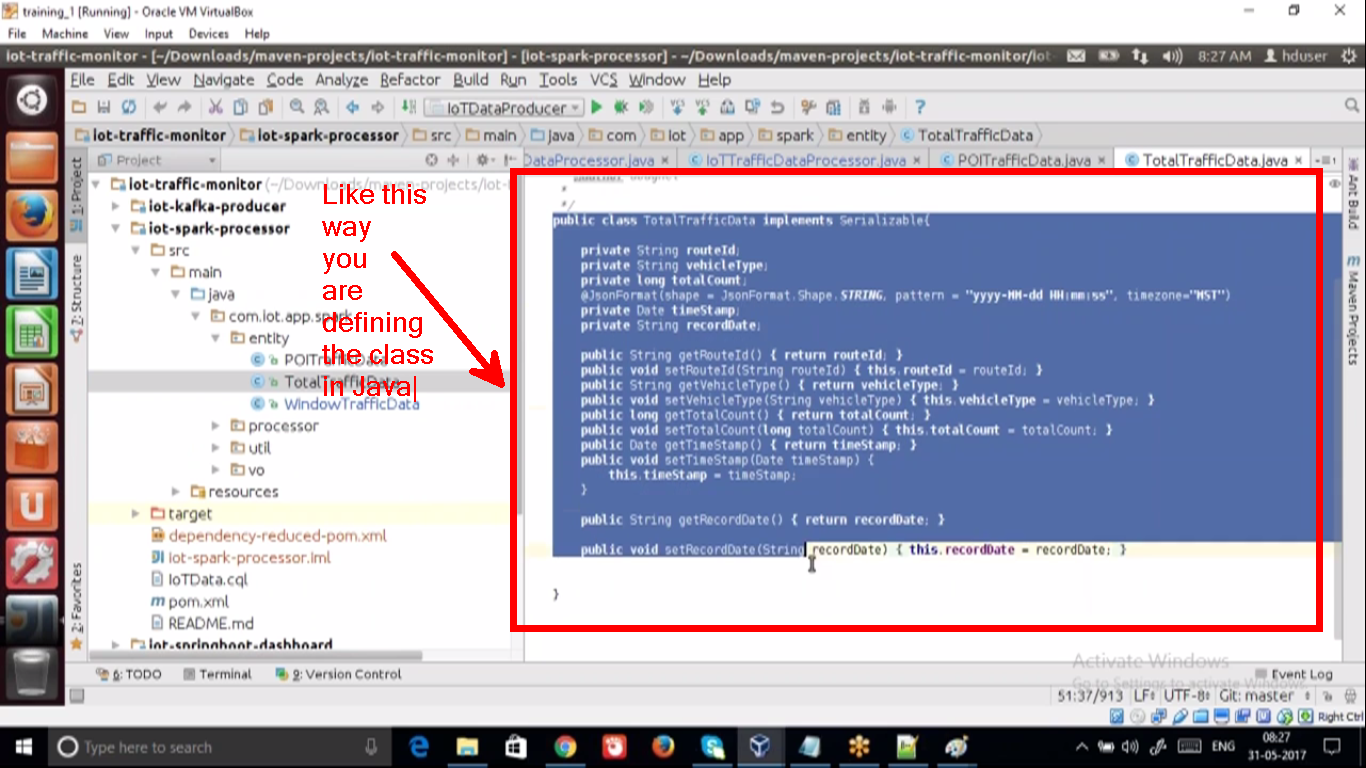 training_1 [Running] - Oracle VM VirtualBox
File Machine View Input Devices Help
iot-traffic-monitor - [~/Downloads/maven-projects/iot-traffic-monitor] - [iot-spark-processor] - ~/Downloads/maven-projects/iot-traffic-monitor/iot- 8:27 AM hduser
File Edit View Navigate Code Analyze Refactor Build Run Tools VCS Window Help
IoTDataProducer
iot-traffic-monitor iot-spark-processor src main java com iot app spark entity TotalTrafficData
Project DataProcessor.java IoTTrafficDataProcessor.java POITrafficData.java TotalTrafficData.java
1: Project
Z: Structure
2: Favorites
iot-traffic-monitor (~/Downloads/maven-projects/iot-
iot-kafka-producer
iot-spark-processor
src
main
java
com.iot.app.spark
entity
POITrafficData
TotalTrafficData
WindowTrafficData
processor
util
vo
resources
target
dependency-reduced-pom.xml
iot-spark-processor.iml
IoTData.cql
pom.xml
README.md
iot-springboot-dashboard
Like this
way
you
are
defining
the class
in Java
*
*/
public class TotalTrafficData implements Serializable{
private String routeId;
private String vehicleType;
private long totalCount;
@JsonFormat(shape = JsonFormat.Shape.STRING, pattern = "yyyy-MM-dd HH:mm:ss", timezone="MST")
private Date timeStamp;
private String recordDate;
public String getRouteId() { return routeId; }
public void setRouteId(String routeId) { this.routeId = routeId; }
public String getVehicleType() { return vehicleType; }
public void setVehicleType(String vehicleType) { this.vehicleType = vehicleType; }
public long getTotalCount() { return totalCount; }
public void setTotalCount(long totalCount) { this.totalCount = totalCount; }
public Date getTimeStamp() { return timeStamp; }
public void setTimeStamp(Date timeStamp) {
this.timeStamp = timeStamp;
}
public String getRecordDate() { return recordDate; }
public void setRecordDate(String recordDate) { this.recordDate = recordDate; }
}
Ant Build
Maven Projects
Activate Windows
Go to Settings to activate Windows.
6: TODO Terminal 9: Version Control Event Log
51:37/913 LF UTF-8 Git: master
Right Ctrl
Type here to search
ENG
08:27
31-05-2017